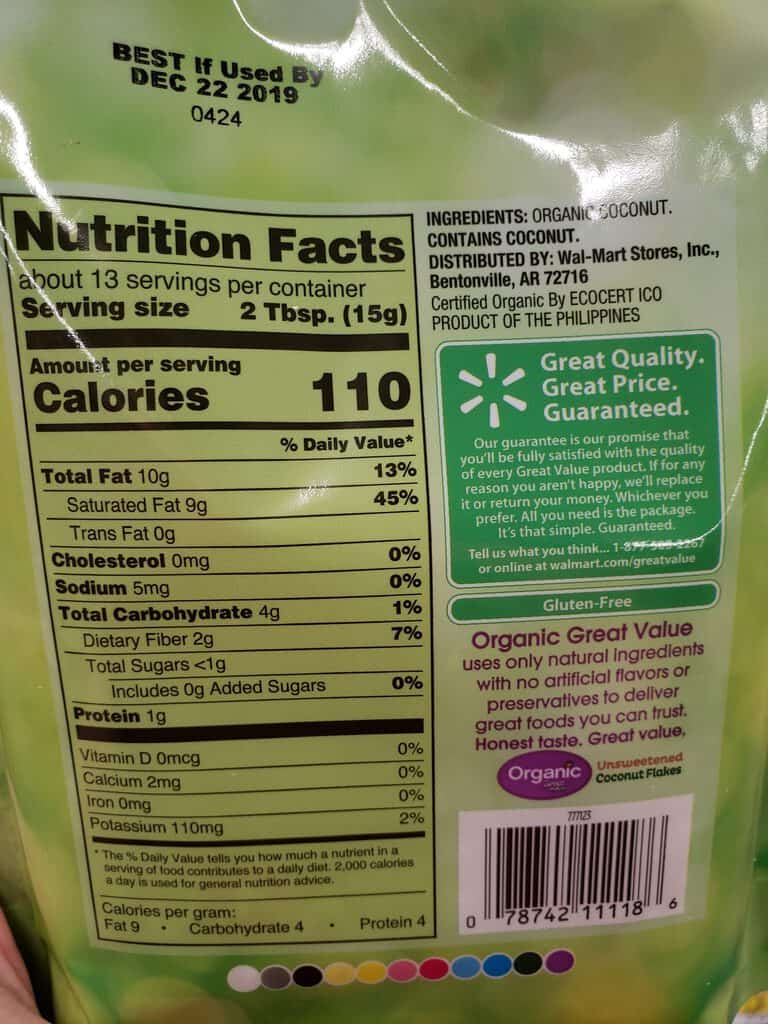 BEST If Used By
DEC 22 2019
0424
Nutrition Facts
about 13 servings per container
Serving size 2 Tbsp. (15g)
Amount per serving
Calories 110
% Daily Value*
Total Fat 10g 13%
Saturated Fat 9g 45%
Trans Fat 0g
Cholesterol 0mg 0%
Sodium 5mg 0%
Total Carbohydrate 4g 1%
Dietary Fiber 2g 7%
Total Sugars <1g
Includes 0g Added Sugars 0%
Protein 1g
Vitamin D 0mcg 0%
Calcium 2mg 0%
Iron 0mg 0%
Potassium 110mg 2%
* The % Daily Value tells you how much a nutrient in a
serving of food contributes to a daily diet. 2,000 calories
a day is used for general nutrition advice.
Calories per gram:
Fat 9 • Carbohydrate 4 • Protein 4
INGREDIENTS: ORGANIC COCONUT.
CONTAINS COCONUT.
DISTRIBUTED BY: Wal-Mart Stores, Inc.,
Bentonville, AR 72716
Certified Organic By ECOCERT ICO
PRODUCT OF THE PHILIPPINES
Great Quality.
Great Price.
Guaranteed.
Our guarantee is our promise that
you'll be fully satisfied with the quality
of every Great Value product. If for any
reason you aren't happy, we'll replace
it or return your money. Whichever you
prefer. All you need is the package.
It's that simple. Guaranteed.
Tell us what you think... 1-877-505-2267
or online at walmart.com/greatvalue
Gluten-Free
Organic Great Value
uses only natural ingredients
with no artificial flavors or
preservatives to deliver
great foods you can trust.
Honest taste. Great value,
Organic
Unsweetened
Coconut Flakes
777123
0 78742 11118 6